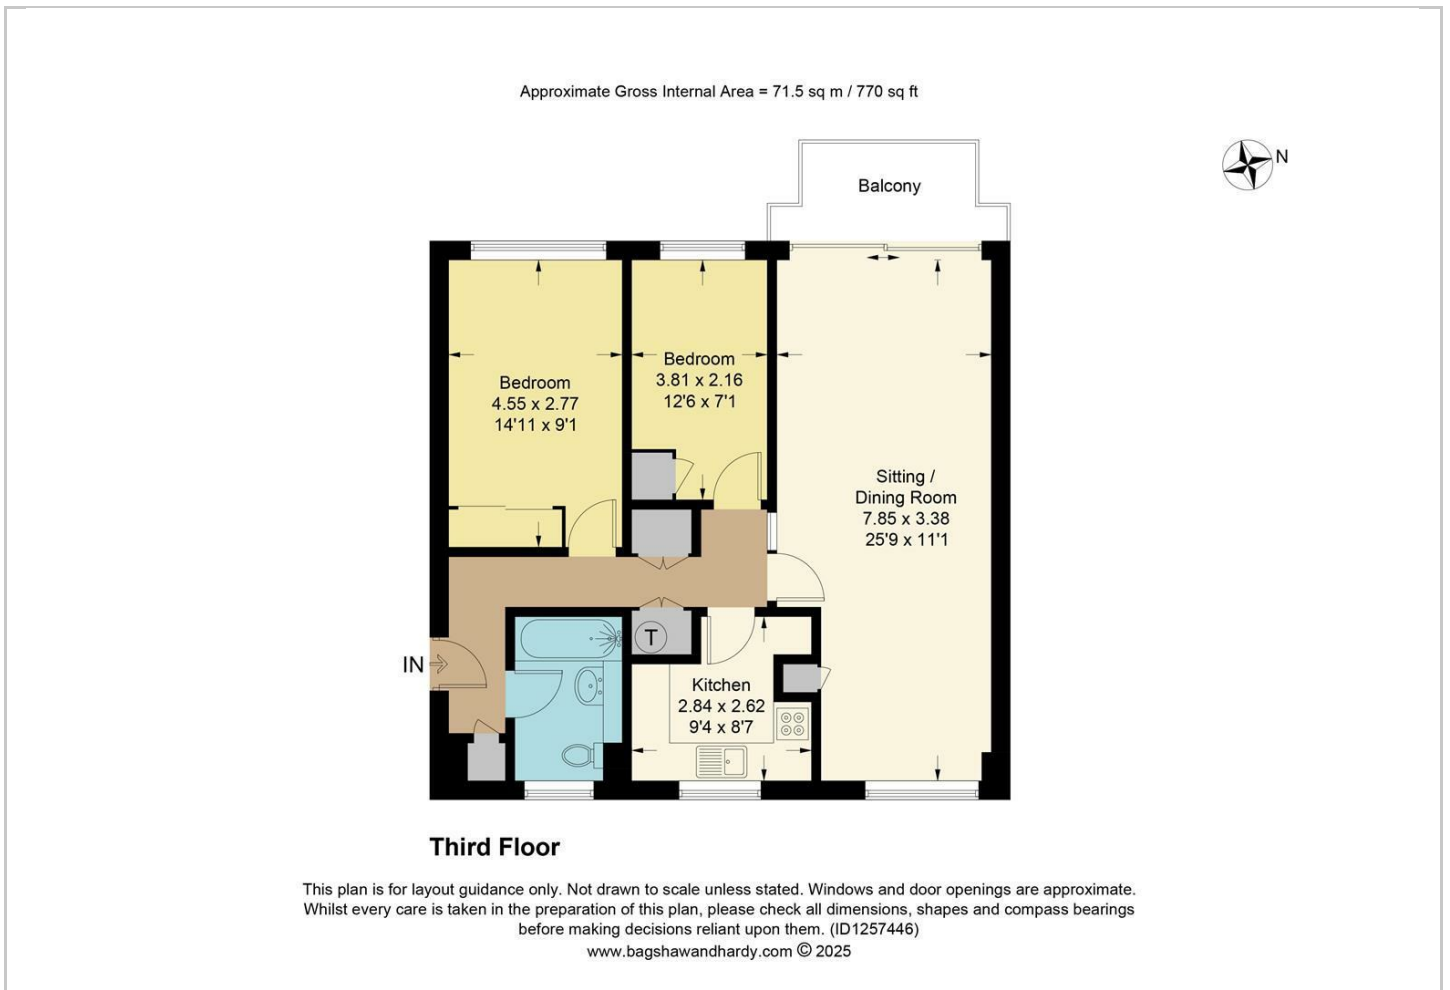 Approximate Gross Internal Area = 71.5 sq m / 770 sq ft
N
Balcony
Bedroom
4.55 x 2.77
14'11 x 9'1
Bedroom
3.81 x 2.16
12'6 x 7'1
Sitting /
Dining Room
7.85 x 3.38
25'9 x 11'1
T
IN
Kitchen
2.84 x 2.62
9'4 x 8'7
Third Floor
This plan is for layout guidance only. Not drawn to scale unless stated. Windows and door openings are approximate.
Whilst every care is taken in the preparation of this plan, please check all dimensions, shapes and compass bearings
before making decisions reliant upon them. (ID1257446)
www.bagshawandhardy.com © 2025